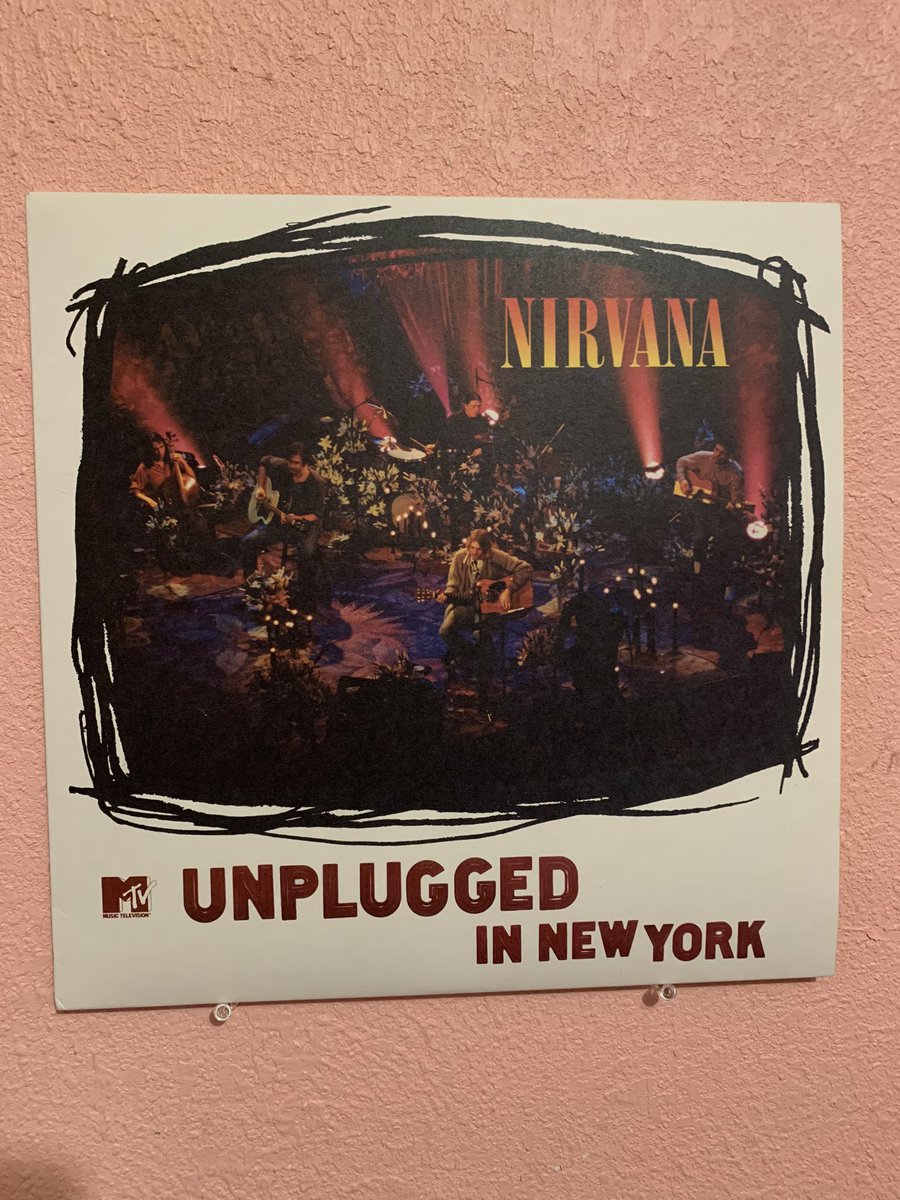 NIRVANA
MTV
MUSIC TELEVISION
UNPLUGGED
IN NEW YORK